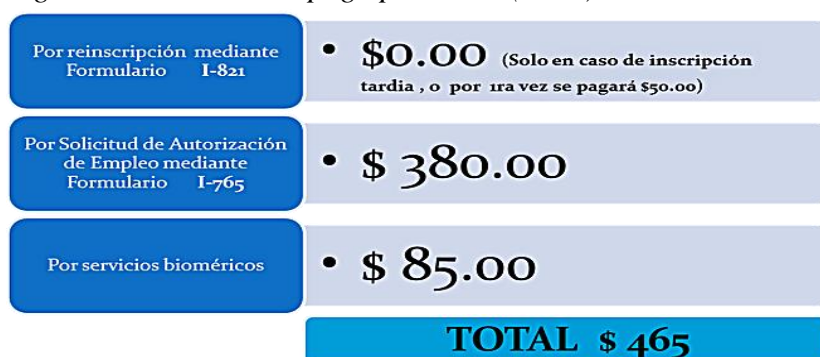 Por reinscripción mediante
Formulario I-821
• $0.00 (Solo en caso de inscripción
tardia , o por 1ra vez se pagará $50.00)
Por Solicitud de Autorización
de Empleo mediante
Formulario I-765
• $ 380.00
Por servicios bioméricos
• $ 85.00
TOTAL $ 465